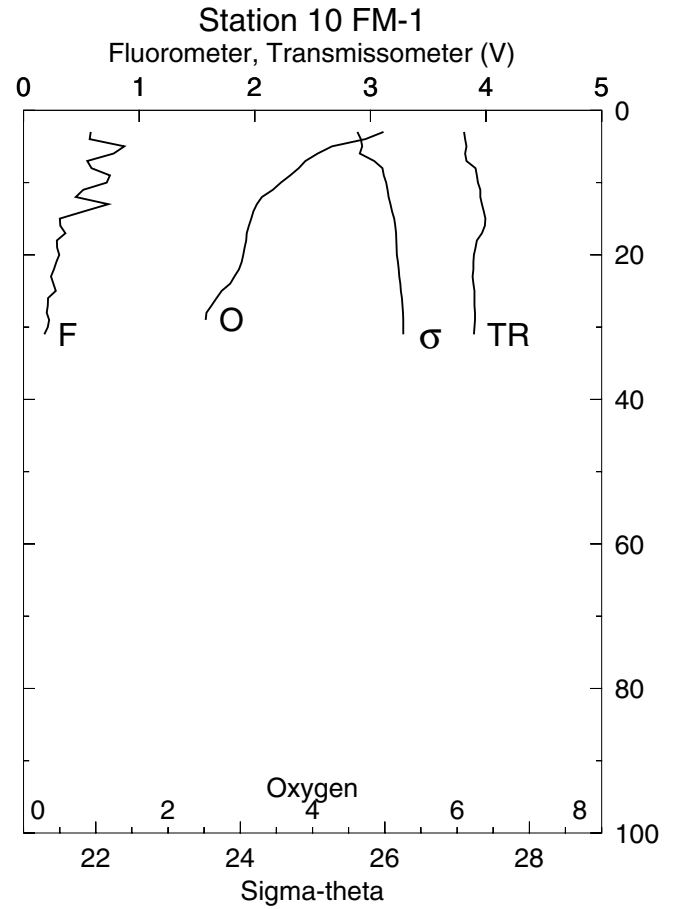 Station 10 FM-1
Fluorometer, Transmissometer (V)
0 1 2 3 4 5
0
20
F O σ TR
40
60
80
Oxygen
0 2 4 6 8
100
22 24 26 28
Sigma-theta